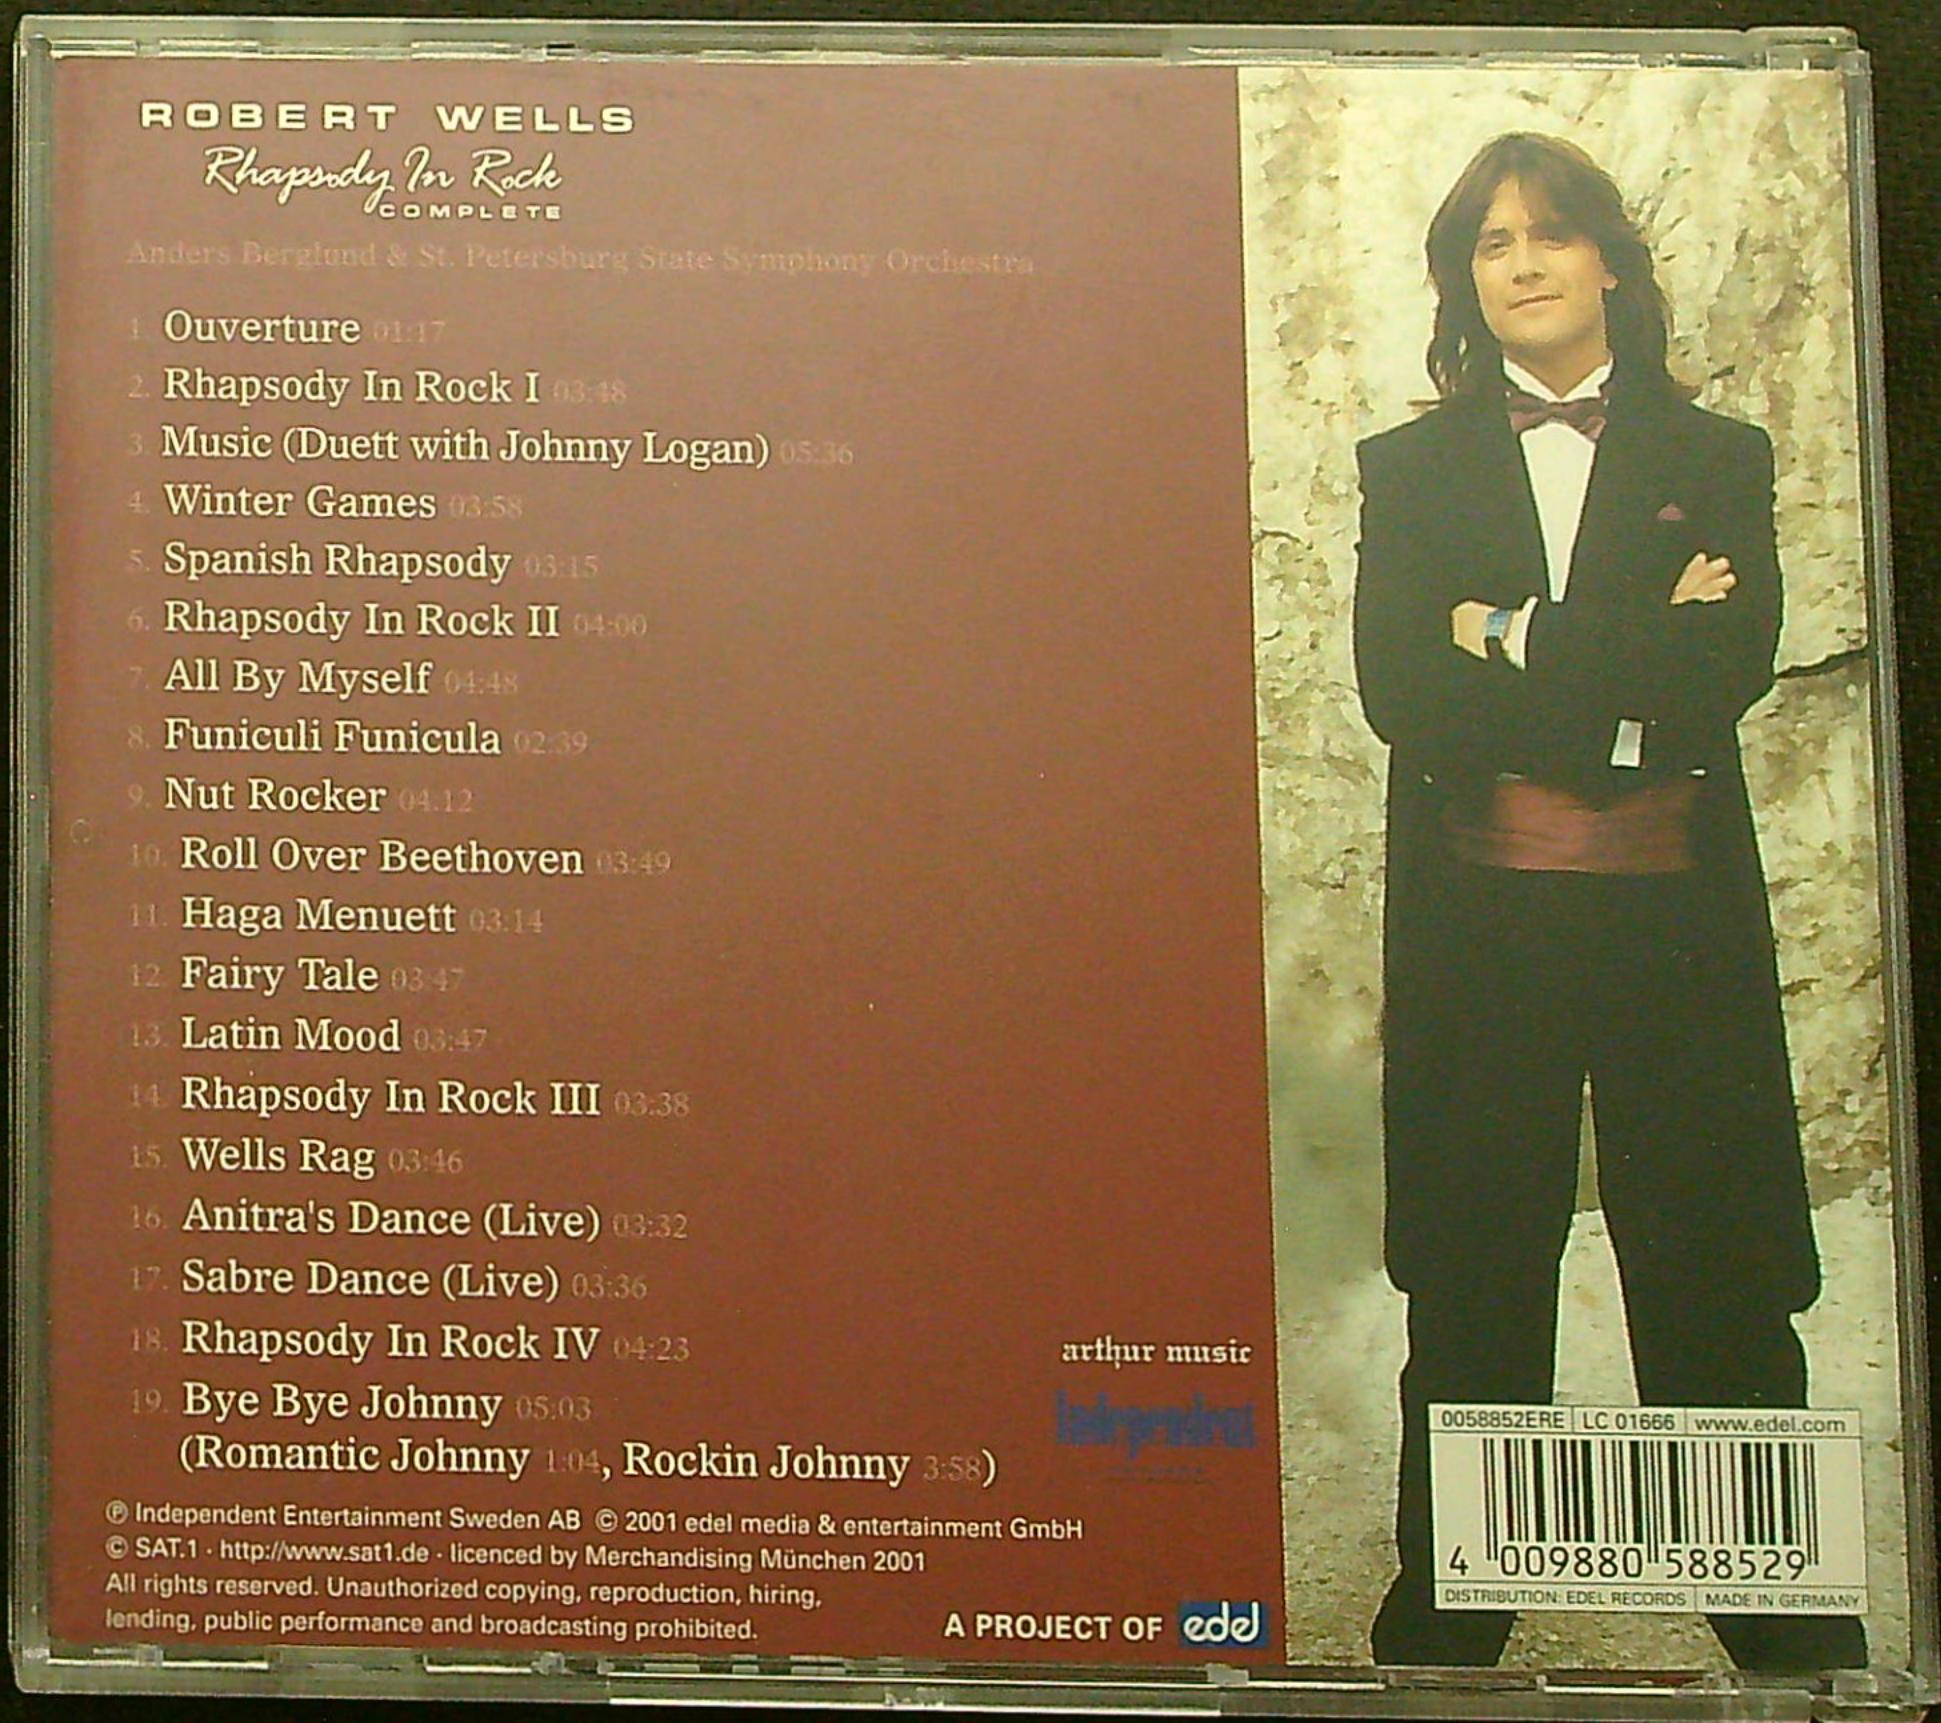 ROBERT WELLS
Rhapsody In Rock
COMPLETE
Anders Berglund & St. Petersburg State Symphony Orchestra
1. Ouverture 01:17
2. Rhapsody In Rock I 03:48
3. Music (Duett with Johnny Logan) 05:36
4. Winter Games 03:58
5. Spanish Rhapsody 03:15
6. Rhapsody In Rock II 04:00
7. All By Myself 04:48
8. Funiculi Funicula 02:39
9. Nut Rocker 04:12
10. Roll Over Beethoven 03:49
11. Haga Menuett 03:14
12. Fairy Tale 03:47
13. Latin Mood 03:47
14. Rhapsody In Rock III 03:38
15. Wells Rag 03:46
16. Anitra's Dance (Live) 03:32
17. Sabre Dance (Live) 03:36
18. Rhapsody In Rock IV 04:23
19. Bye Bye Johnny 05:03
(Romantic Johnny 1:04, Rockin Johnny 3:58)
arthur music
Independent
℗ Independent Entertainment Sweden AB © 2001 edel media & entertainment GmbH
© SAT.1 · http://www.sat1.de · licenced by Merchandising München 2001
All rights reserved. Unauthorized copying, reproduction, hiring,
lending, public performance and broadcasting prohibited.
A PROJECT OF edel
0058852ERE LC 01666 www.edel.com
4 009880 588529
DISTRIBUTION: EDEL RECORDS MADE IN GERMANY